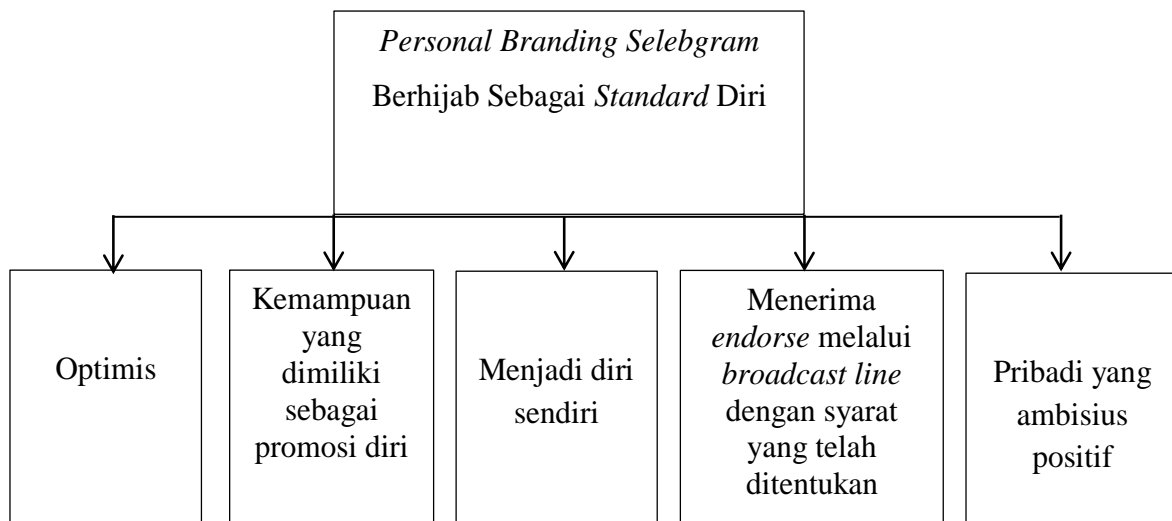 Personal Branding Selebgram
Berhijab Sebagai Standard Diri
Optimis
Kemampuan
yang
dimiliki
sebagai
promosi diri
Menjadi diri
sendiri
Menerima
endorse melalui
broadcast line
dengan syarat
yang telah
ditentukan
Pribadi yang
ambisius
positif